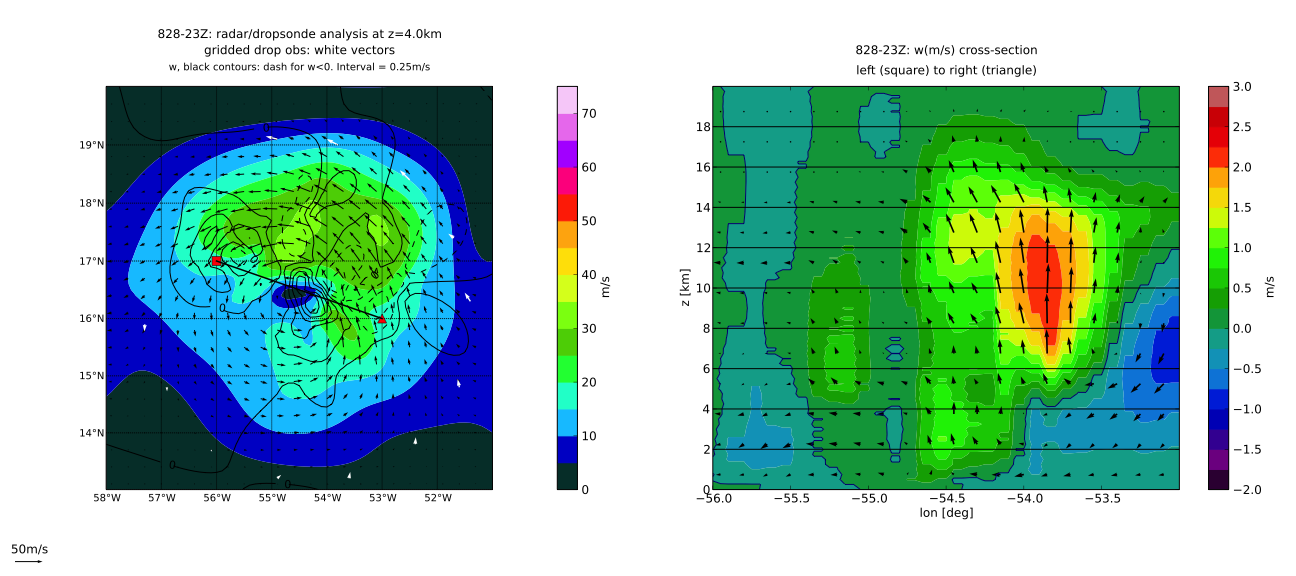 828-23Z: radar/dropsonde analysis at z=4.0km
gridded drop obs: white vectors
w, black contours: dash for w<0. Interval = 0.25m/s
19°N
18°N
17°N
16°N
15°N
14°N
58°W 57°W 56°W 55°W 54°W 53°W 52°W
0
0
0
0
0
70
60
50
40
30
20
10
0
m/s
50m/s
828-23Z: w(m/s) cross-section
left (square) to right (triangle)
z [km]
18
16
14
12
10
8
6
4
2
0
−56.0 −55.5 −55.0 −54.5 −54.0 −53.5
lon [deg]
3.0
2.5
2.0
1.5
1.0
0.5
0.0
−0.5
−1.0
−1.5
−2.0
m/s